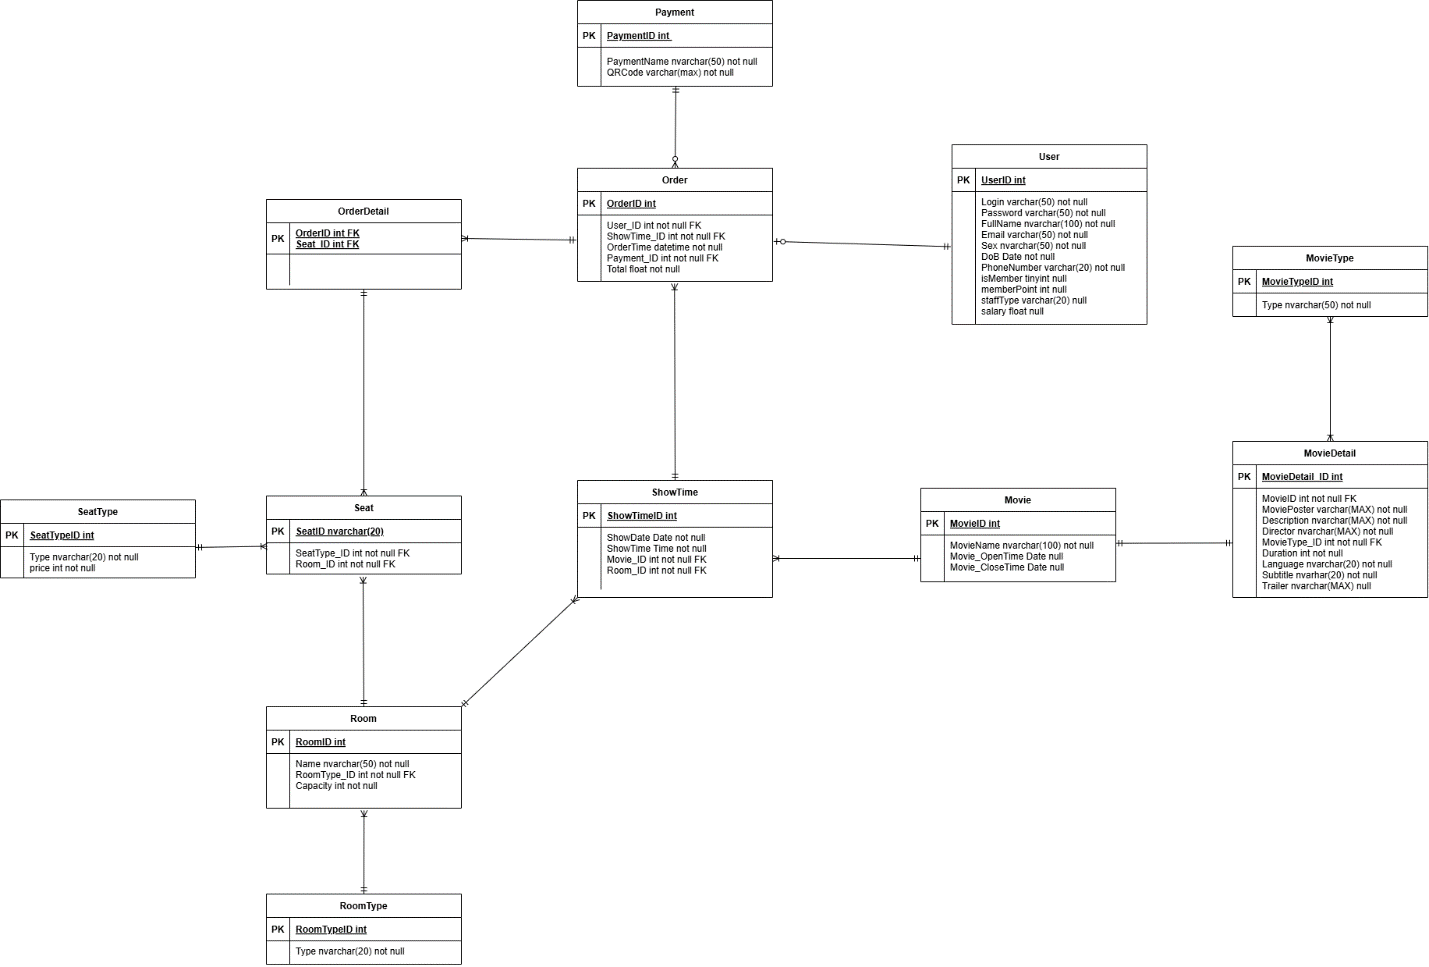 Payment
PK PaymentID int
PaymentName nvarchar(50) not null
QRCode varchar(max) not null
Order
PK OrderID int
User_ID int not null FK
ShowTime_ID int not null FK
OrderTime datetime not null
Payment_ID int not null FK
Total float not null
User
PK UserID int
Login varchar(50) not null
Password varchar(50) not null
FullName nvarchar(100) not null
Email varchar(50) not null
Sex nvarchar(50) not null
DoB Date not null
PhoneNumber varchar(20) not null
isMember tinyint null
memberPoint int null
staffType varchar(20) null
salary float null
OrderDetail
PK OrderID int FK
Seat_ID int FK
MovieType
PK MovieTypeID int
Type nvarchar(50) not null
MovieDetail
PK MovieDetail_ID int
MovieID int not null FK
MoviePoster varchar(MAX) not null
Description nvarchar(MAX) not null
Director nvarchar(MAX) not null
MovieType_ID int not null FK
Duration int not null
Language nvarchar(20) not null
Subtitle nvarhar(20) not null
Trailer nvarchar(MAX) null
SeatType
PK SeatTypeID int
Type nvarchar(20) not null
price int not null
Seat
PK SeatID nvarchar(20)
SeatType_ID int not null FK
Room_ID int not null FK
ShowTime
PK ShowTimeID int
ShowDate Date not null
ShowTime Time not null
Movie_ID int not null FK
Room_ID int not null FK
Movie
PK MovieID int
MovieName nvarchar(100) not null
Movie_OpenTime Date null
Movie_CloseTime Date null
Room
PK RoomID int
Name nvarchar(50) not null
RoomType_ID int not null FK
Capacity int not null
RoomType
PK RoomTypeID int
Type nvarchar(20) not null